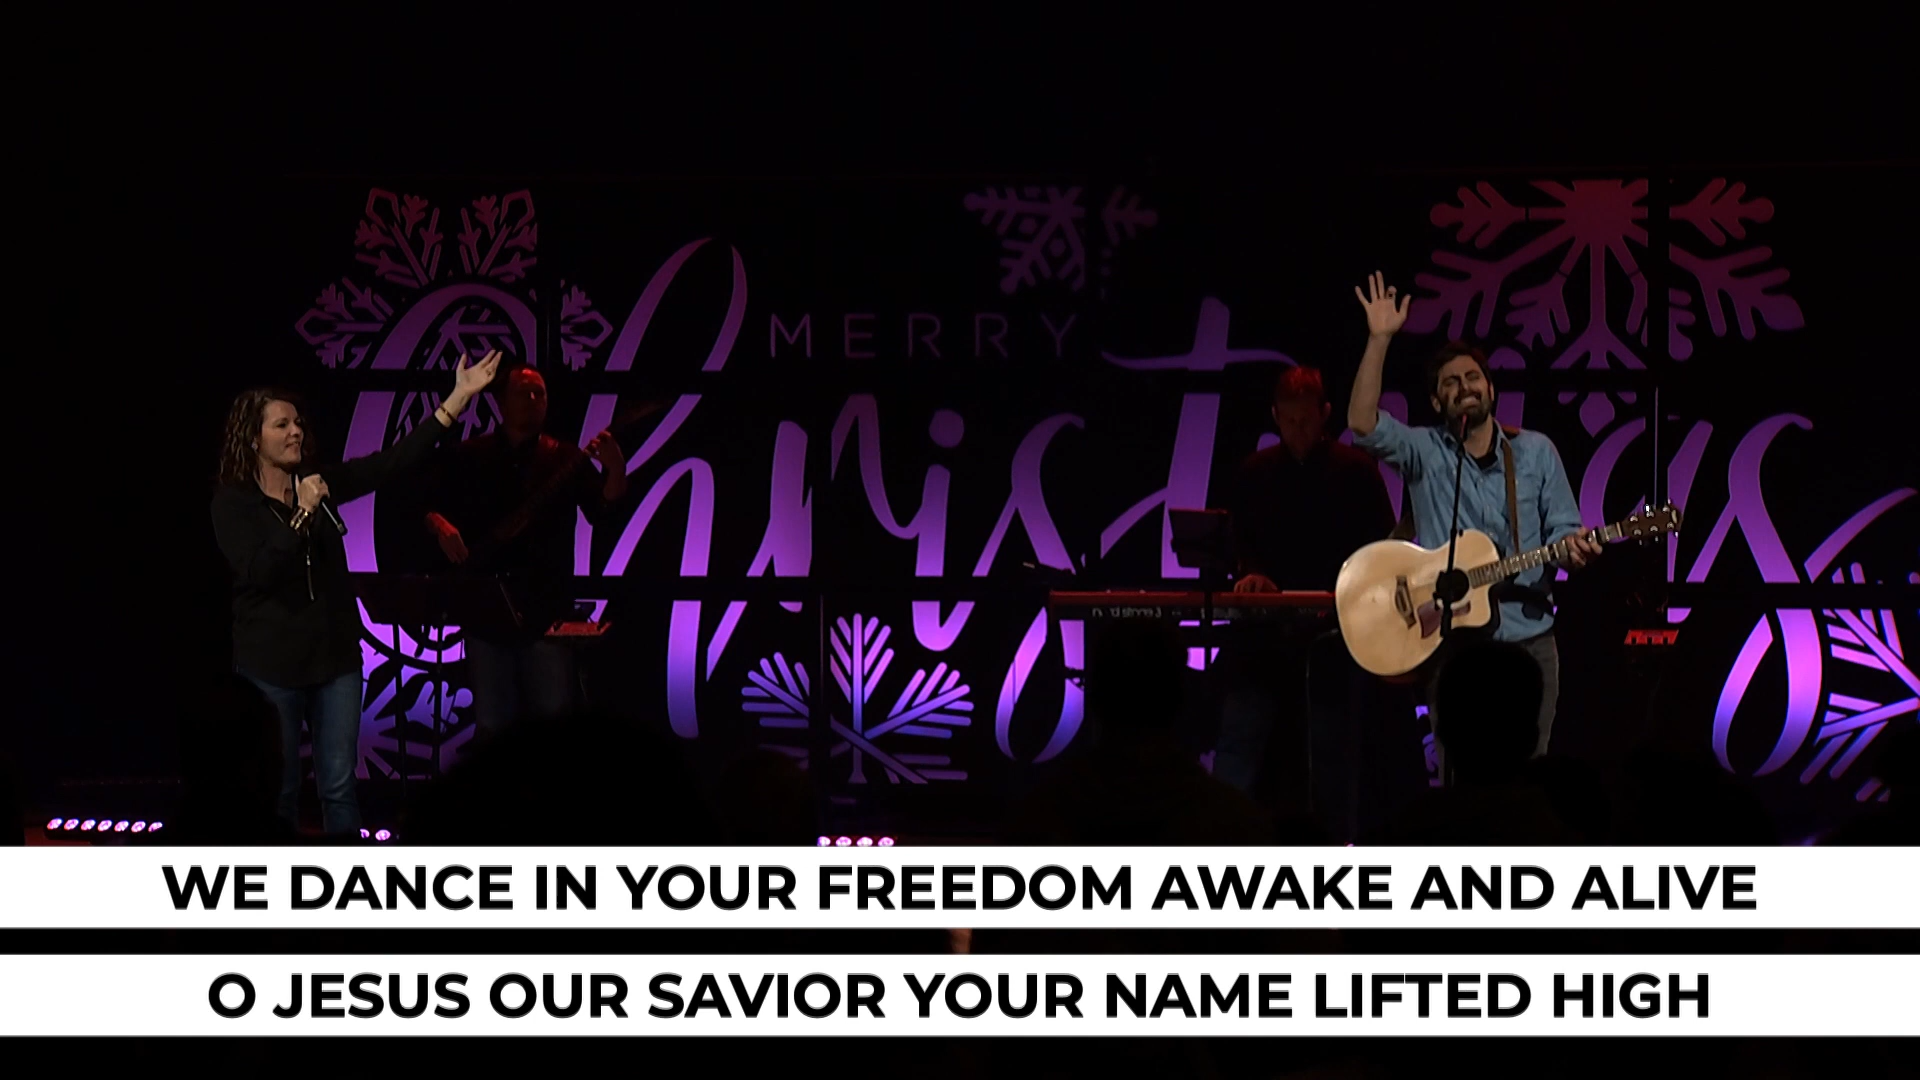 MERRY
Christmas
WE DANCE IN YOUR FREEDOM AWAKE AND ALIVE
O JESUS OUR SAVIOR YOUR NAME LIFTED HIGH